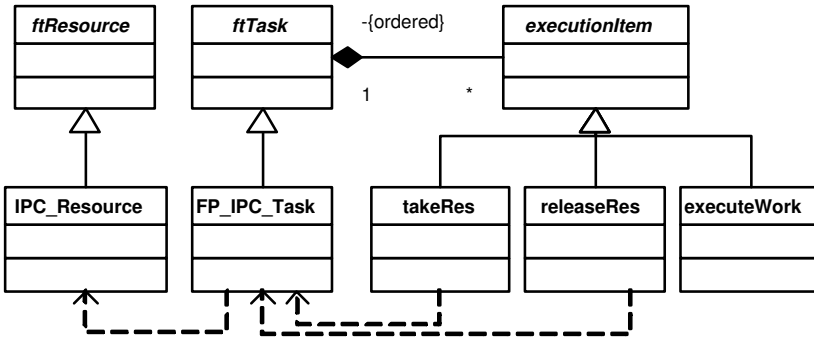 ftResource
ftTask
-{ordered}
executionItem
1
*
IPC_Resource
FP_IPC_Task
takeRes
releaseRes
executeWork